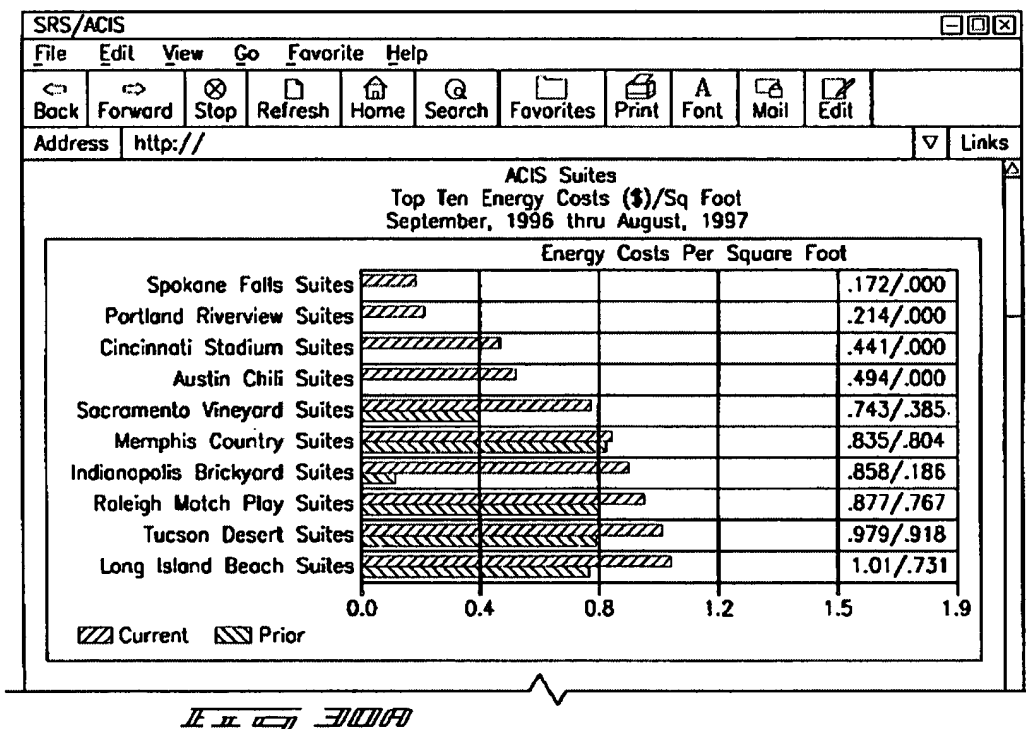 SRS/ACIS
File Edit View Go Favorite Help
Back Forward Stop Refresh Home Search Favorites Print Font Mail Edit
Address http:// Links
ACIS Suites
Top Ten Energy Costs ($)/Sq Foot
September, 1996 thru August, 1997
Energy Costs Per Square Foot
Spokane Falls Suites .172/.000
Portland Riverview Suites .214/.000
Cincinnati Stadium Suites .441/.000
Austin Chili Suites .494/.000
Sacramento Vineyard Suites .743/.385
Memphis Country Suites .835/.804
Indianapolis Brickyard Suites .858/.186
Raleigh Match Play Suites .877/.767
Tucson Desert Suites .979/.918
Long Island Beach Suites 1.01/.731
0.0 0.4 0.8 1.2 1.5 1.9
Current Prior
Fig 30A